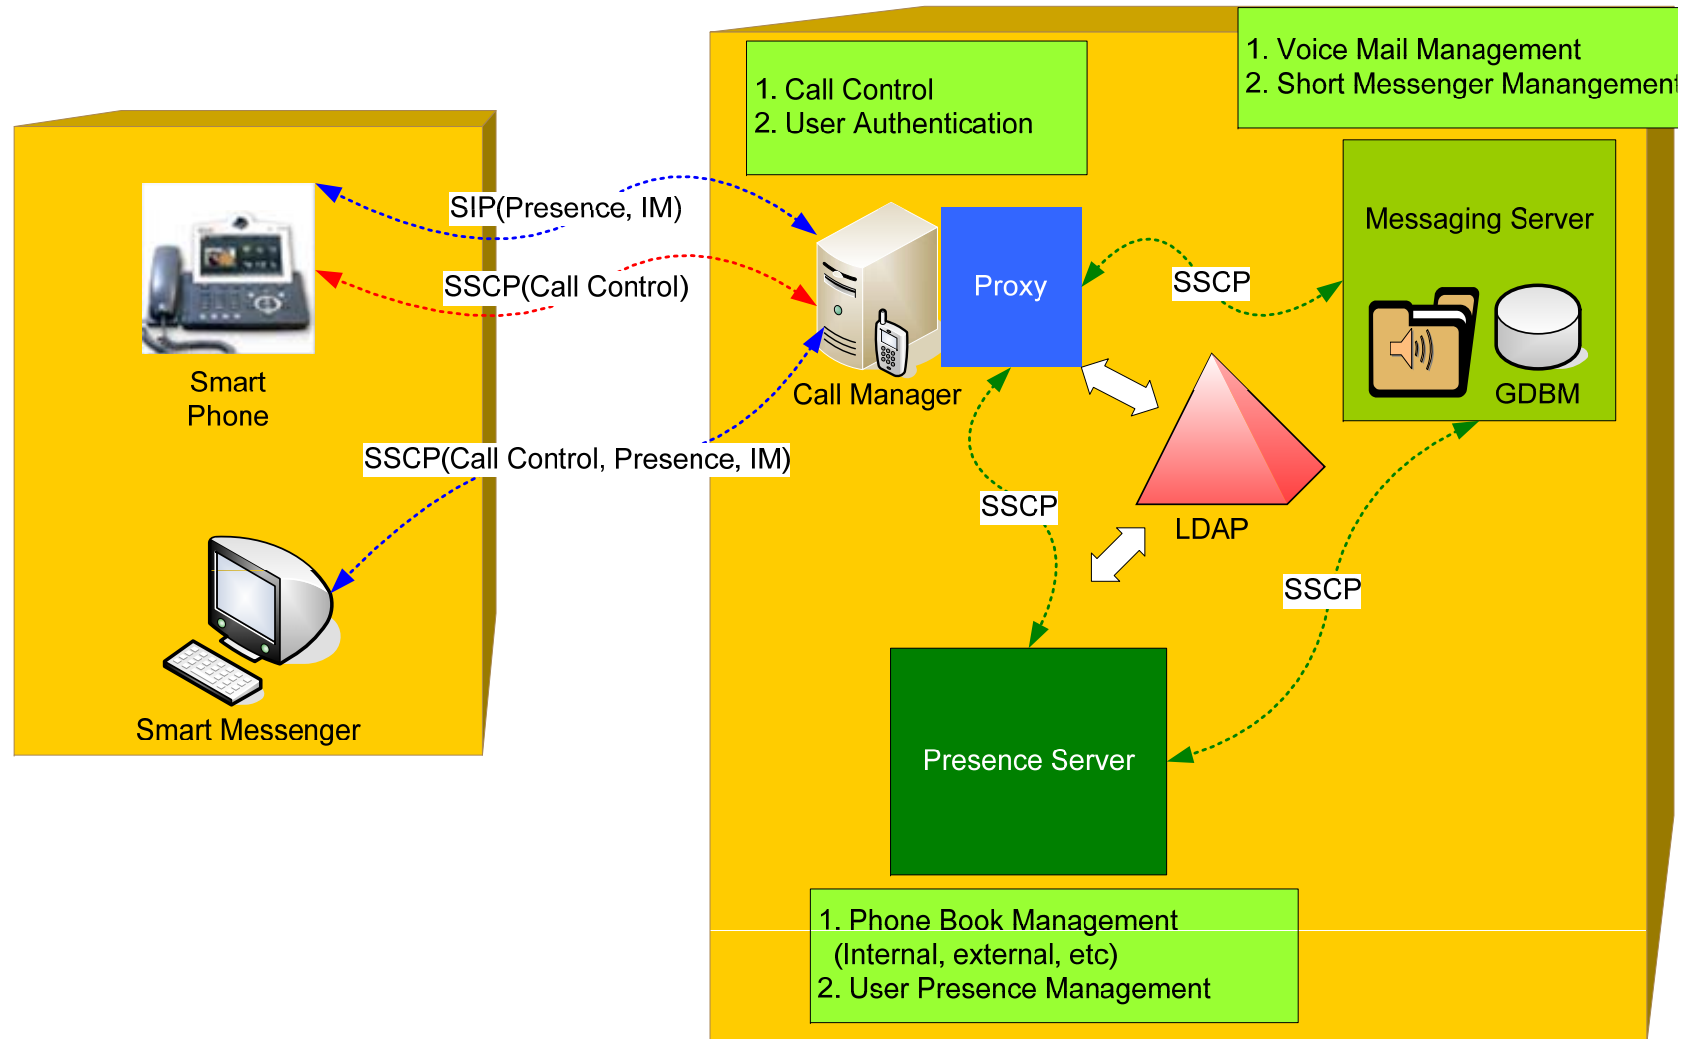 1. Voice Mail Management
2. Short Messenger Manangement
1. Call Control
2. User Authentication
SIP(Presence, IM)
Messaging Server
SSCP(Call Control)
Proxy
SSCP
Smart
Phone
Call Manager
GDBM
SSCP(Call Control, Presence, IM)
SSCP
LDAP
SSCP
Smart Messenger
Presence Server
1. Phone Book Management
(Internal, external, etc)
2. User Presence Management